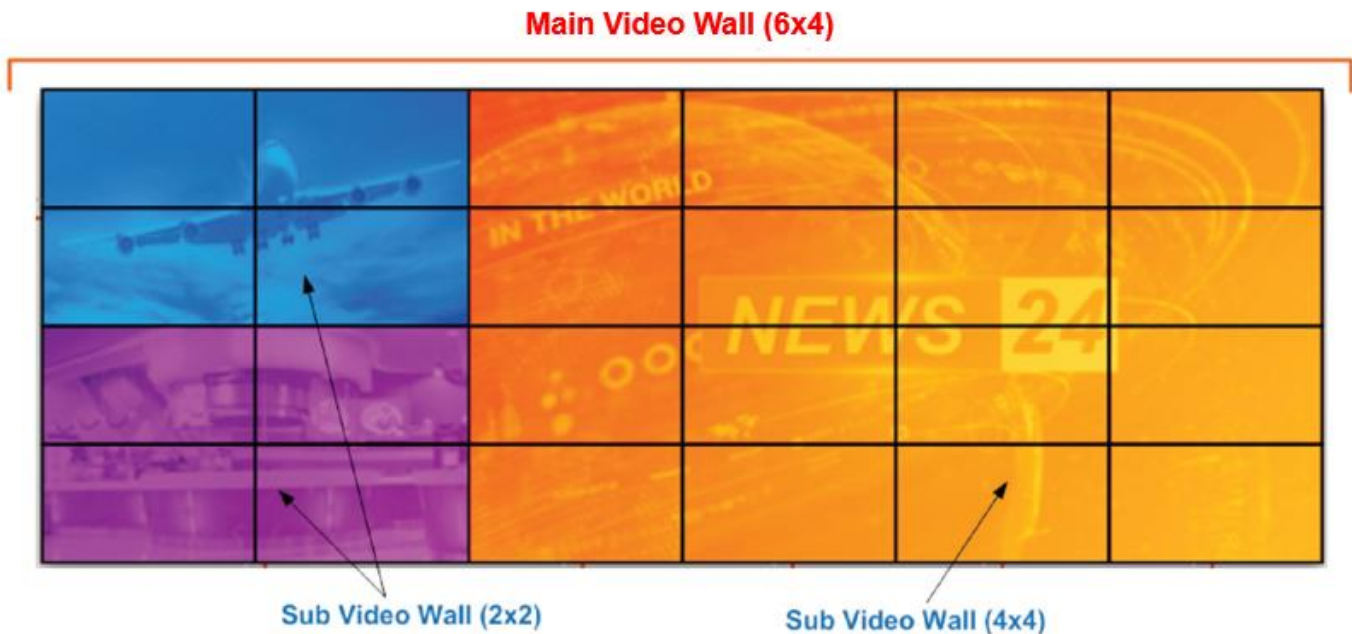 Main Video Wall (6x4)
IN THE WORLD
NEWS 24
Sub Video Wall (2x2)
Sub Video Wall (4x4)